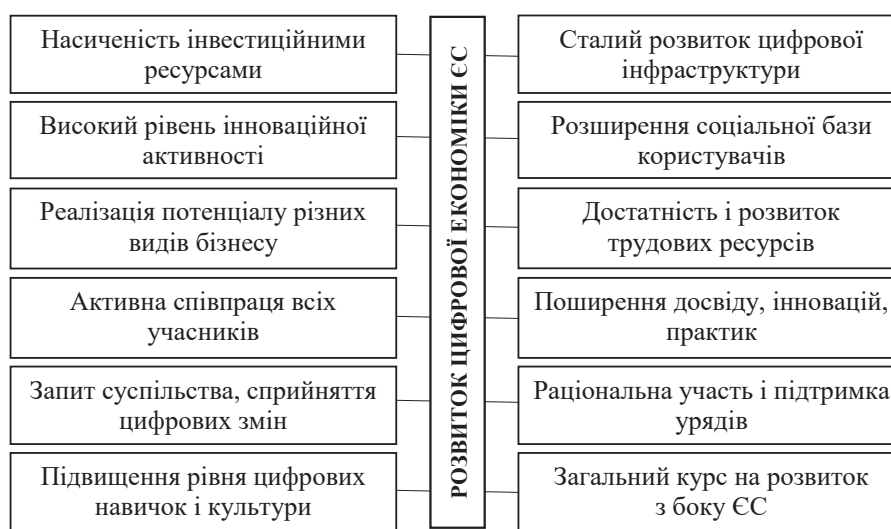 Насиченість інвестиційними
ресурсами
Високий рівень інноваційної
активності
Реалізація потенціалу різних
видів бізнесу
Активна співпраця всіх
учасників
Запит суспільства, сприйняття
цифрових змін
Підвищення рівня цифрових
навичок і культури
РОЗВИТОК ЦИФРОВОЇ ЕКОНОМІКИ ЄС
Сталий розвиток цифрової
інфраструктури
Розширення соціальної бази
користувачів
Достатність і розвиток
трудових ресурсів
Поширення досвіду, інновацій,
практик
Раціональна участь і підтримка
урядів
Загальний курс на розвиток
з боку ЄС